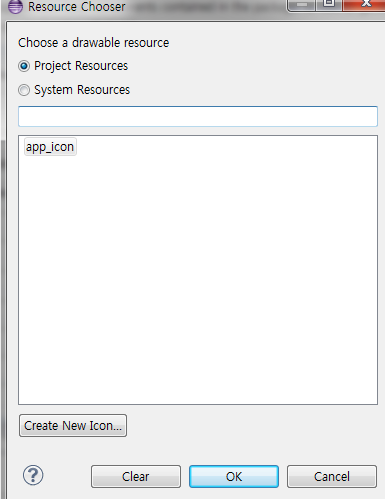 Resource Chooser
Choose a drawable resource
Project Resources
System Resources
app_icon
Create New Icon...
?
Clear
OK
Cancel